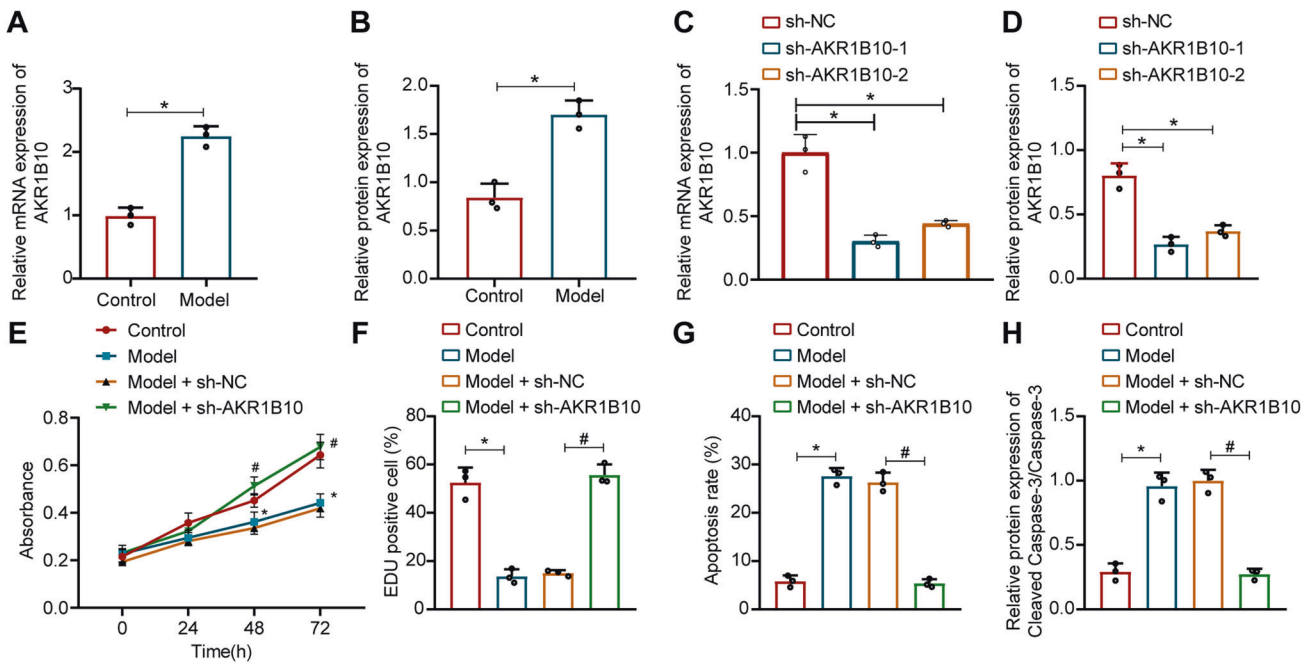 A
Relative mRNA expression of
AKR1B10
3
2
1
0
*
Control
Model
B
Relative protein expression of
AKR1B10
2.0
1.5
1.0
0.5
0.0
*
Control
Model
C
sh-NC
sh-AKR1B10-1
sh-AKR1B10-2
Relative mRNA expression of
AKR1B10
1.5
1.0
0.5
0.0
*
*
D
sh-NC
sh-AKR1B10-1
sh-AKR1B10-2
Relative protein expression of
AKR1B10
1.5
1.0
0.5
0.0
*
*
E
Control
Model
Model + sh-NC
Model + sh-AKR1B10
Absorbance
0.8
0.6
0.4
0.2
0.0
#
#
*
*
0
24
48
72
Time(h)
F
Control
Model
Model + sh-NC
Model + sh-AKR1B10
EDU positive cell (%)
80
60
40
20
0
*
#
G
Control
Model
Model + sh-NC
Model + sh-AKR1B10
Apoptosis rate (%)
40
30
20
10
0
*
#
H
Control
Model
Model + sh-NC
Model + sh-AKR1B10
Relative protein expression of
Cleaved Caspase-3/Caspase-3
1.5
1.0
0.5
0.0
*
#